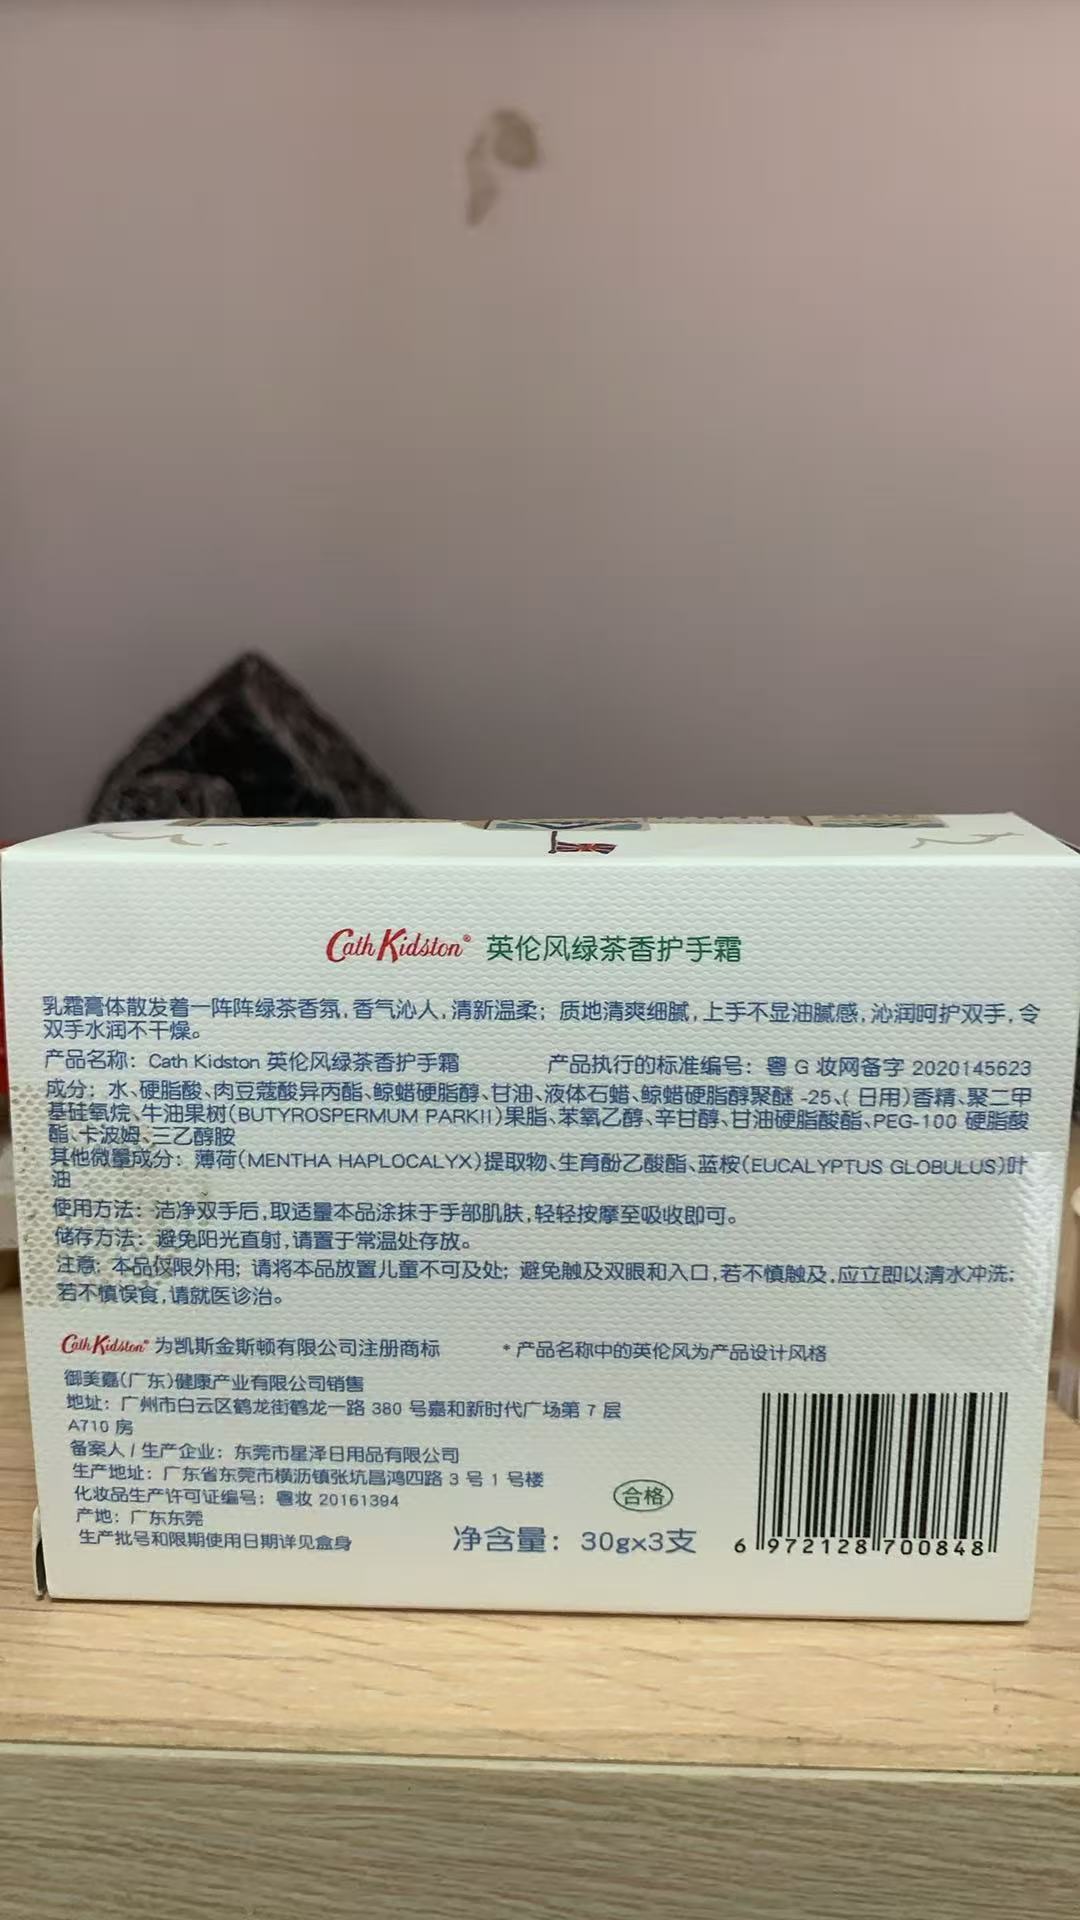 Cath Kidston® 英伦风绿茶香护手霜
乳霜膏体散发着一阵阵绿茶香氛,香气沁人,清新温柔;质地清爽细腻,上手不显油腻感,沁润呵护双手,令
双手水润不干燥。
产品名称:Cath Kidston 英伦风绿茶香护手霜 产品执行的标准编号:粤 G 妆网备字 2020145623
成分:水、硬脂酸、肉豆蔻酸异丙酯、鲸蜡硬脂醇、甘油、液体石蜡、鲸蜡硬脂醇聚醚 -25、( 日用)香精、聚二甲
基硅氧烷、牛油果树(BUTYROSPERMUM PARKII)果脂、苯氧乙醇、辛甘醇、甘油硬脂酸酯、PEG-100 硬脂酸
酯、卡波姆、三乙醇胺
其他微量成分:薄荷(MENTHA HAPLOCALYX)提取物、生育酚乙酸酯、蓝桉(EUCALYPTUS GLOBULUS)叶
油
使用方法:洁净双手后,取适量本品涂抹于手部肌肤,轻轻按摩至吸收即可。
储存方法:避免阳光直射,请置于常温处存放。
注意:本品仅限外用;请将本品放置儿童不可及处;避免触及双眼和入口,若不慎触及,应立即以清水冲洗;
若不慎误食,请就医诊治。
Cath Kidston® 为凯斯金斯顿有限公司注册商标 * 产品名称中的英伦风为产品设计风格
御美嘉(广东)健康产业有限公司销售
地址:广州市白云区鹤龙街鹤龙一路 380 号嘉和新时代广场第 7 层
A710 房
备案人 / 生产企业:东莞市星泽日用品有限公司
生产地址:广东省东莞市横沥镇张坑昌鸿四路 3 号 1 号楼
化妆品生产许可证编号:粤妆 20161394
产地:广东东莞
生产批号和限期使用日期详见盒身
合格
净含量:30gx3支
6 972128 700848